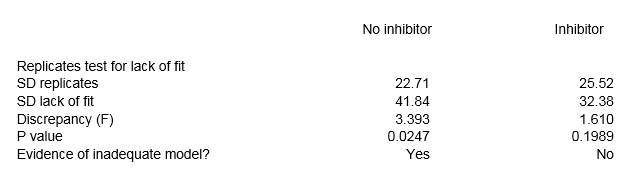 No inhibitor Inhibitor
Replicates test for lack of fit
SD replicates 22.71 25.52
SD lack of fit 41.84 32.38
Discrepancy (F) 3.393 1.610
P value 0.0247 0.1989
Evidence of inadequate model? Yes No